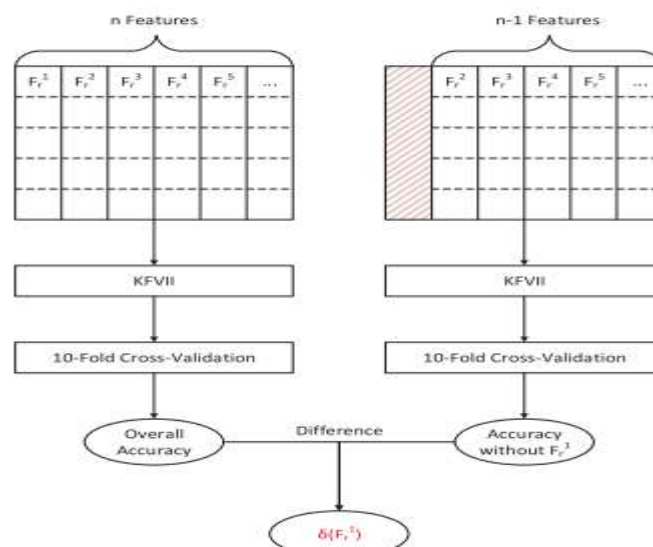 n Features
n-1 Features
Fr¹ Fr² Fr³ Fr⁴ Fr⁵ ...
Fr² Fr³ Fr⁴ Fr⁵ ...
KFVII
KFVII
10-Fold Cross-Validation
10-Fold Cross-Validation
Overall
Accuracy
Difference
Accuracy
without Fr¹
δ(Fr¹)